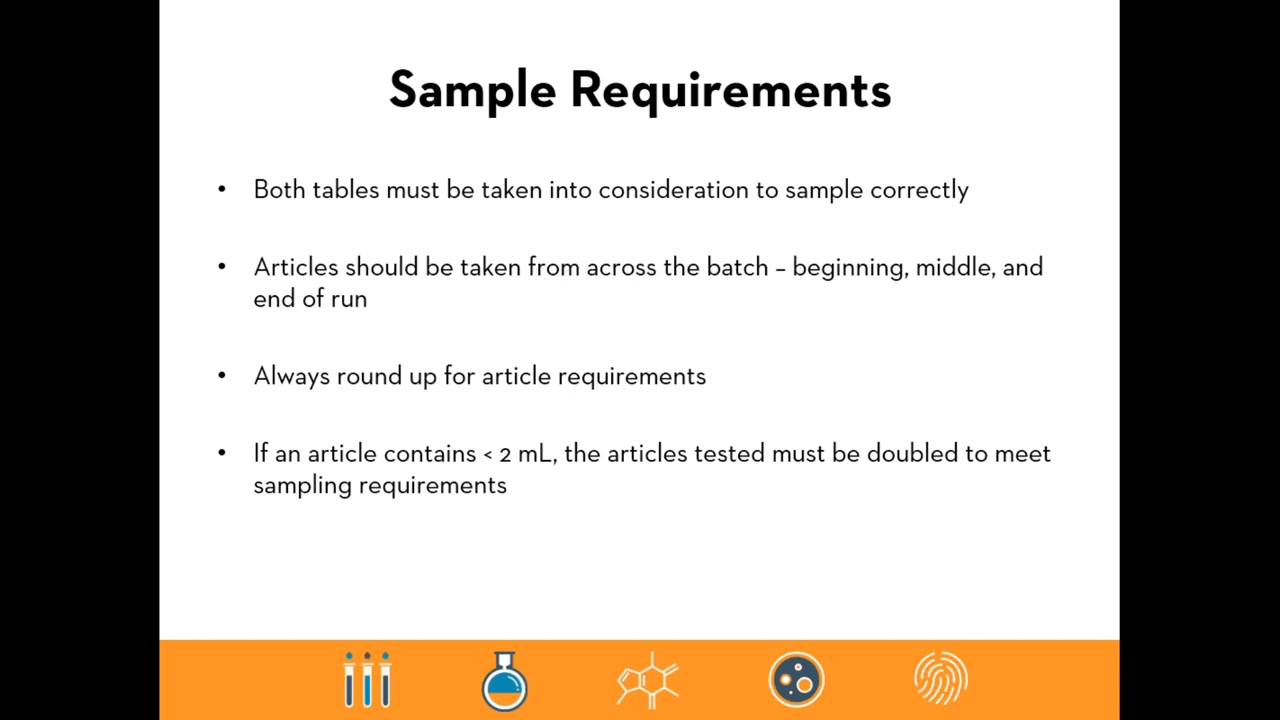 Sample Requirements
• Both tables must be taken into consideration to sample correctly
• Articles should be taken from across the batch – beginning, middle, and
end of run
• Always round up for article requirements
• If an article contains < 2 mL, the articles tested must be doubled to meet
sampling requirements